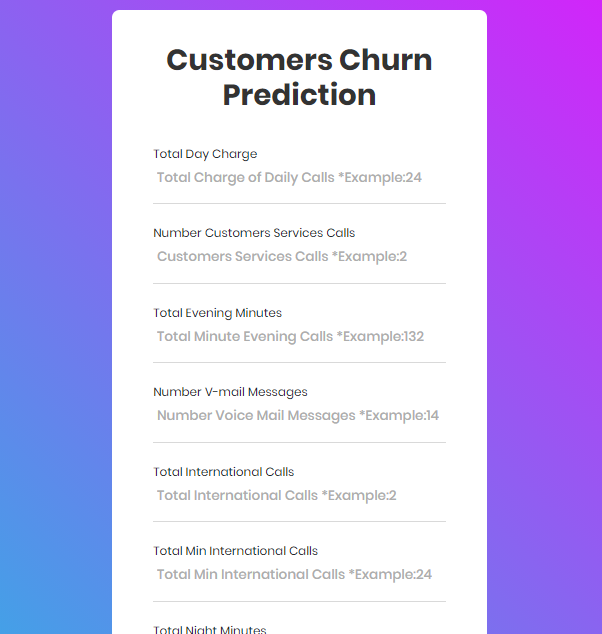 Customers Churn
Prediction
Total Day Charge
Total Charge of Daily Calls *Example:24
Number Customers Services Calls
Customers Services Calls *Example:2
Total Evening Minutes
Total Minute Evening Calls *Example:132
Number V-mail Messages
Number Voice Mail Messages *Example:14
Total International Calls
Total International Calls *Example:2
Total Min International Calls
Total Min International Calls *Example:24
Total Night Minutes